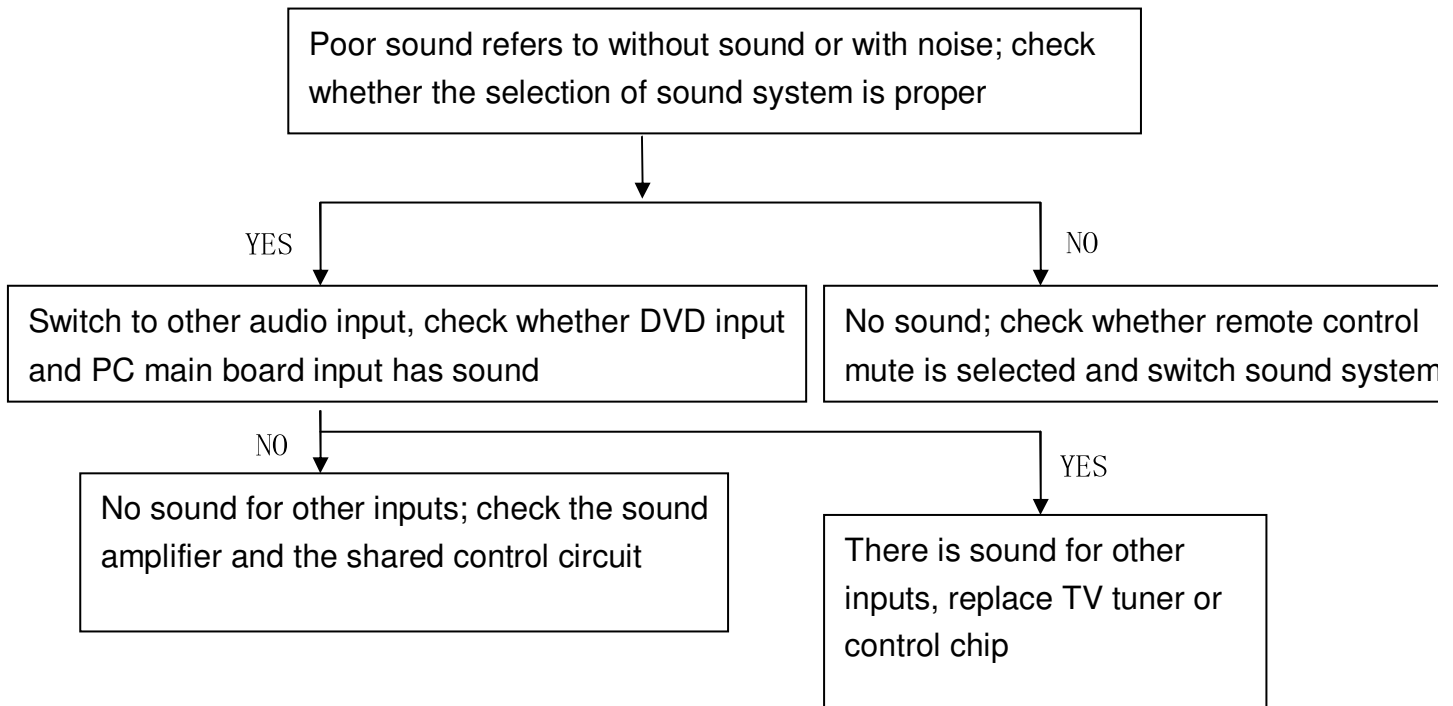 Poor sound refers to without sound or with noise; check
whether the selection of sound system is proper
YES
NO
Switch to other audio input, check whether DVD input
and PC main board input has sound
No sound; check whether remote control
mute is selected and switch sound system
NO
YES
No sound for other inputs; check the sound
amplifier and the shared control circuit
There is sound for other
inputs, replace TV tuner or
control chip